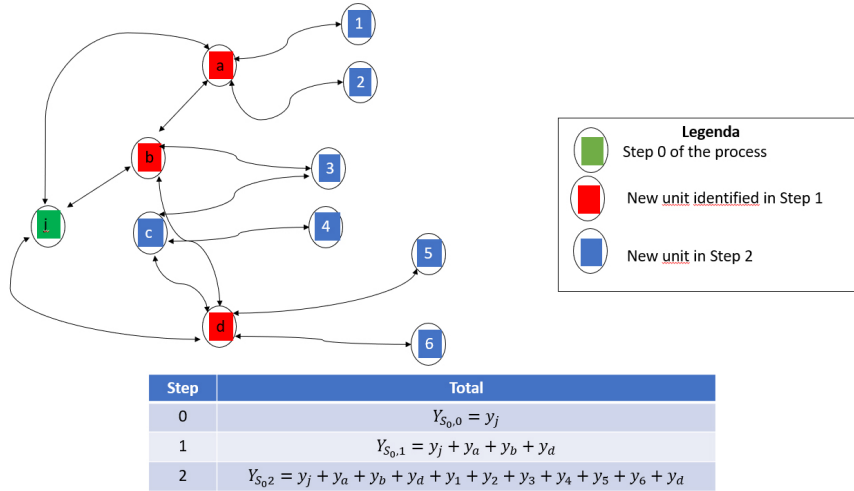 1
a
2
b
3
j
c
4
5
d
6
Legenda
Step 0 of the process
New unit identified in Step 1
New unit in Step 2
Step Total
0 Y_{S_0,0} = y_j
1 Y_{S_0,1} = y_j + y_a + y_b + y_d
2 Y_{S_02} = y_j + y_a + y_b + y_d + y_1 + y_2 + y_3 + y_4 + y_5 + y_6 + y_d